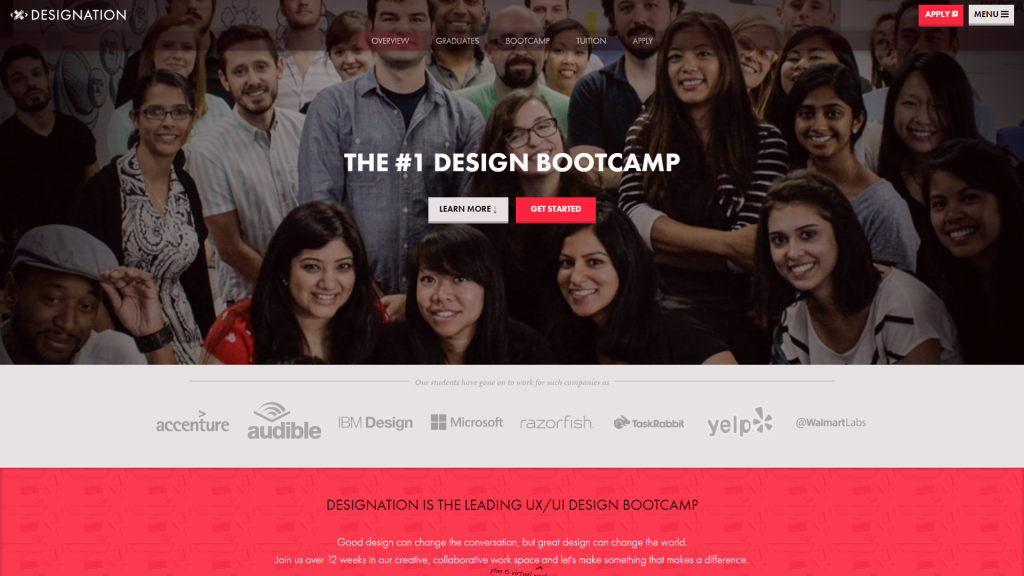 DESIGNATION
APPLY
MENU
OVERVIEW
GRADUATES
BOOTCAMP
TUITION
APPLY
THE #1 DESIGN BOOTCAMP
LEARN MORE ↓
GET STARTED
Our students have gone on to work for such companies as
accenture
audible
IBM Design
Microsoft
razorfish.
TaskRabbit
yelp
@WalmartLabs
DESIGNATION IS THE LEADING UX/UI DESIGN BOOTCAMP
Good design can change the conversation, but great design can change the world.
Join us over 12 weeks in our creative, collaborative work space and let's make something that makes a difference.